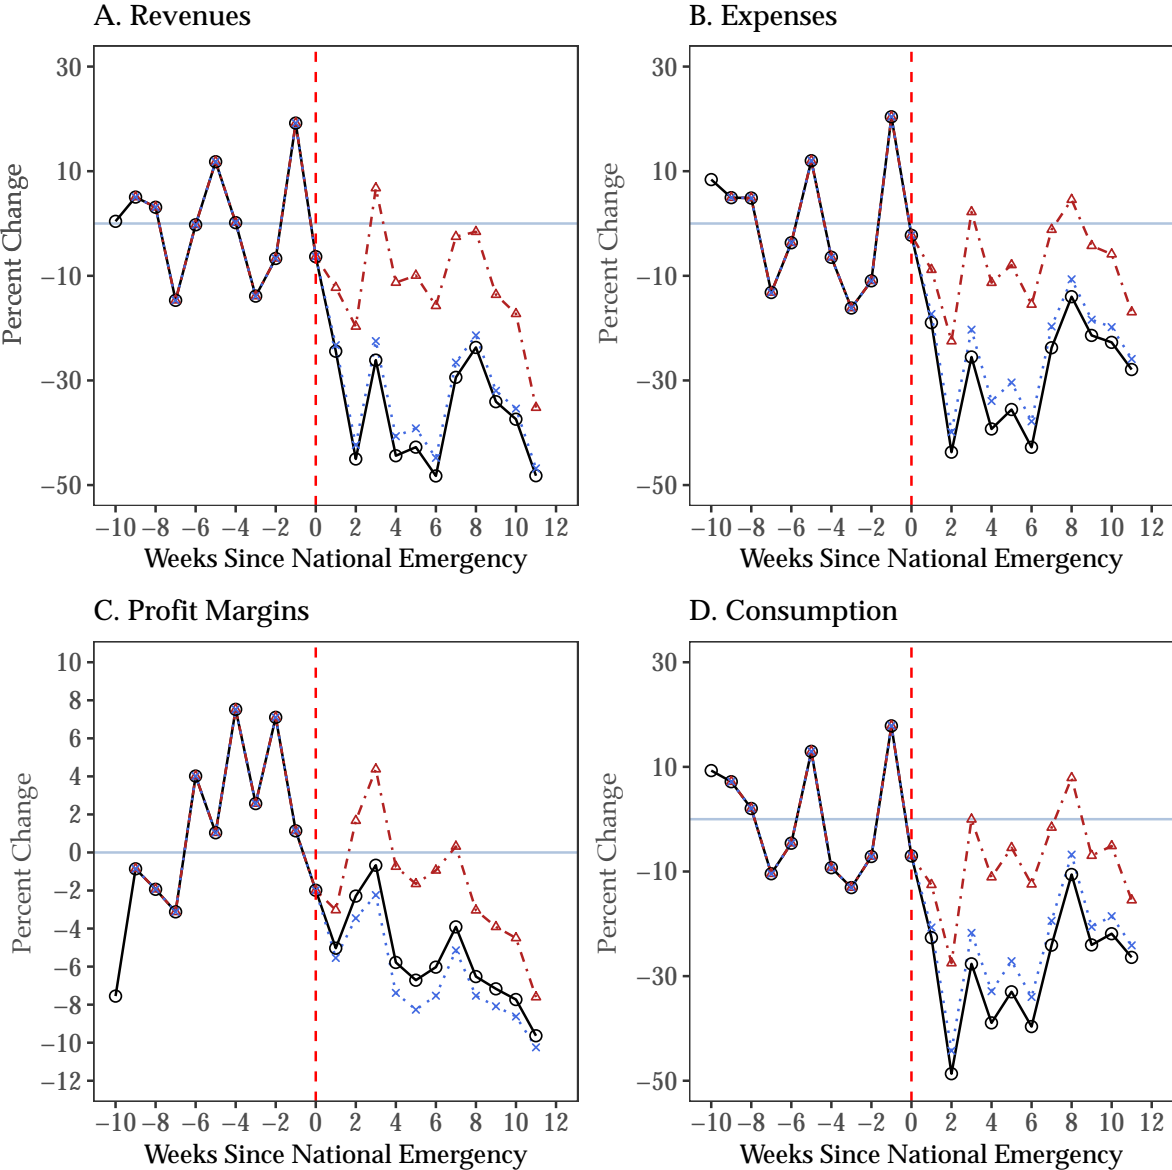 A. Revenues
Percent Change
30
10
−10
−30
−50
−10 −8 −6 −4 −2 0 2 4 6 8 10 12
Weeks Since National Emergency
B. Expenses
Percent Change
30
10
−10
−30
−50
−10 −8 −6 −4 −2 0 2 4 6 8 10 12
Weeks Since National Emergency
C. Profit Margins
Percent Change
10
8
6
4
2
0
−2
−4
−6
−8
−10
−12
−10 −8 −6 −4 −2 0 2 4 6 8 10 12
Weeks Since National Emergency
D. Consumption
Percent Change
30
10
−10
−30
−50
−10 −8 −6 −4 −2 0 2 4 6 8 10 12
Weeks Since National Emergency